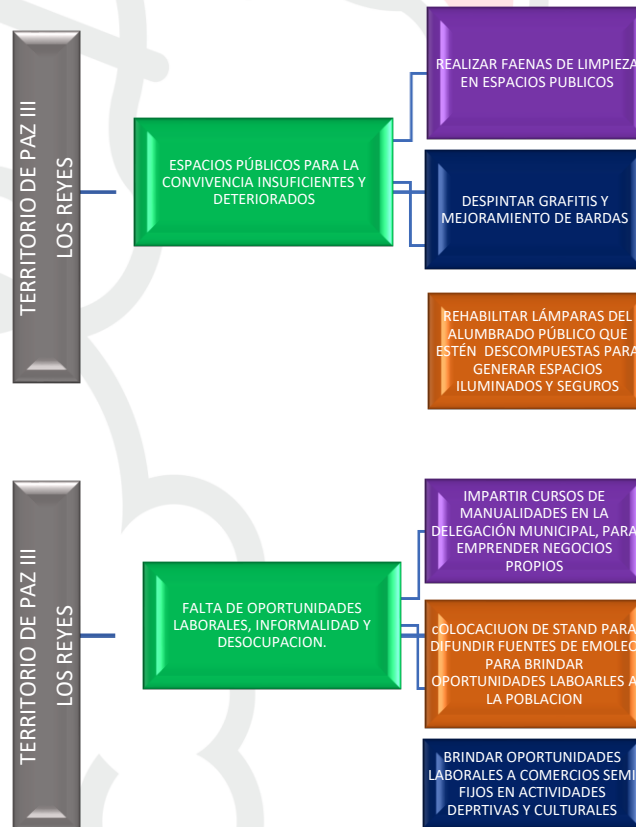 TERRITORIO DE PAZ III
LOS REYES
ESPACIOS PÚBLICOS PARA LA
CONVIVENCIA INSUFICIENTES Y
DETERIORADOS
REALIZAR FAENAS DE LIMPIEZA
EN ESPACIOS PUBLICOS
DESPINTAR GRAFITIS Y
MEJORAMIENTO DE BARDAS
REHABILITAR LÁMPARAS DEL
ALUMBRADO PÚBLICO QUE
ESTÉN DESCOMPUESTAS PARA
GENERAR ESPACIOS
ILUMINADOS Y SEGUROS
TERRITORIO DE PAZ III
LOS REYES
FALTA DE OPORTUNIDADES
LABORALES, INFORMALIDAD Y
DESOCUPACION.
IMPARTIR CURSOS DE
MANUALIDADES EN LA
DELEGACIÓN MUNICIPAL, PARA
EMPRENDER NEGOCIOS
PROPIOS
cOLOCACIUON DE STAND PARA
DIFUNDIR FUENTES DE EMOLEO
PARA BRINDAR
OPORTUNIDADES LABOARLES A
LA POBLACION
BRINDAR OPORTUNIDADES
LABORALES A COMERCIOS SEMI
FIJOS EN ACTIVIDADES
DEPRTIVAS Y CULTURALES